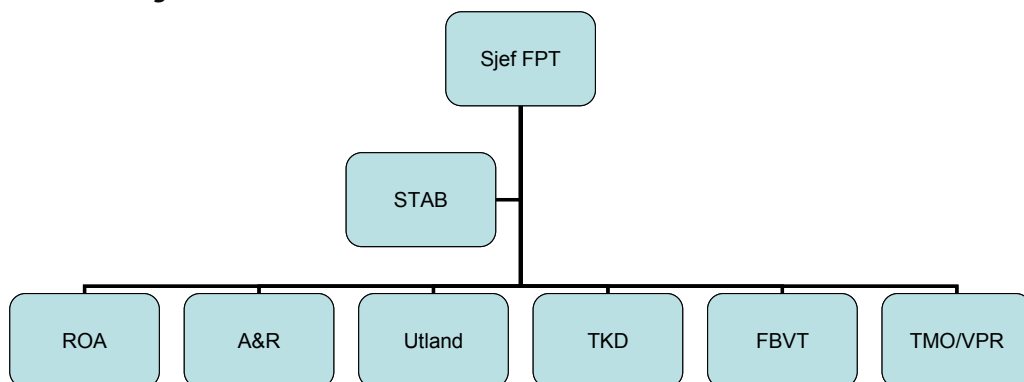 Sjef FPT
STAB
ROA
A&R
Utland
TKD
FBVT
TMO/VPR